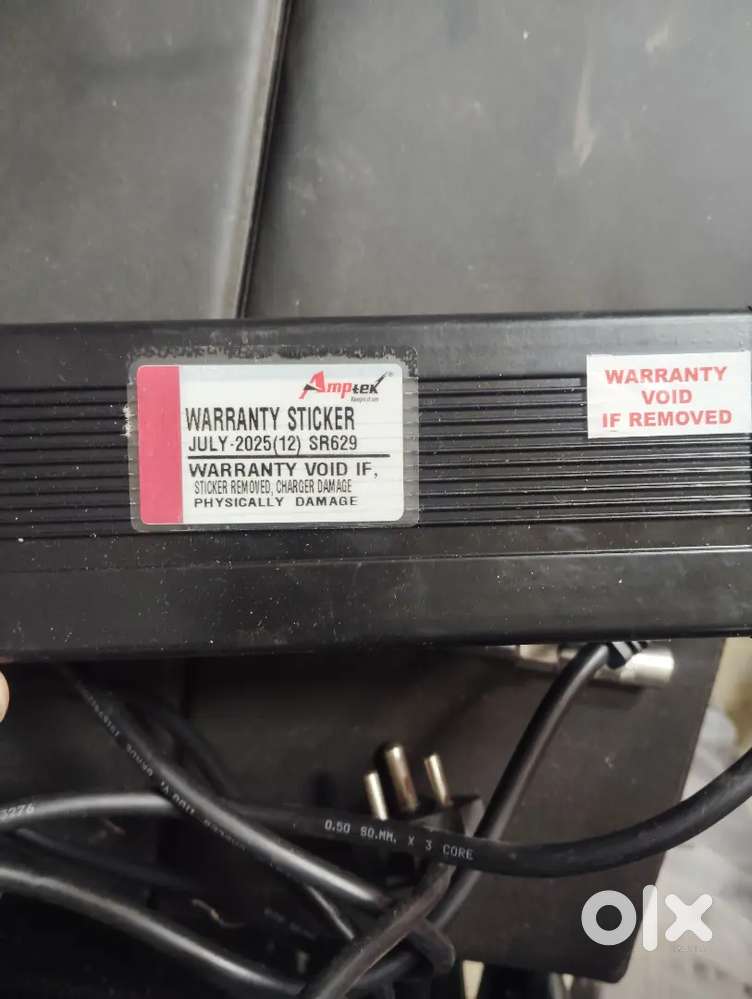 Amptek®
WARRANTY STICKER
JULY-2025(12) SR629
WARRANTY VOID IF,
STICKER REMOVED, CHARGER DAMAGE
PHYSICALLY DAMAGE
WARRANTY
VOID
IF REMOVED
3276
0.50 SQ.MM. X 3 CORE
olx